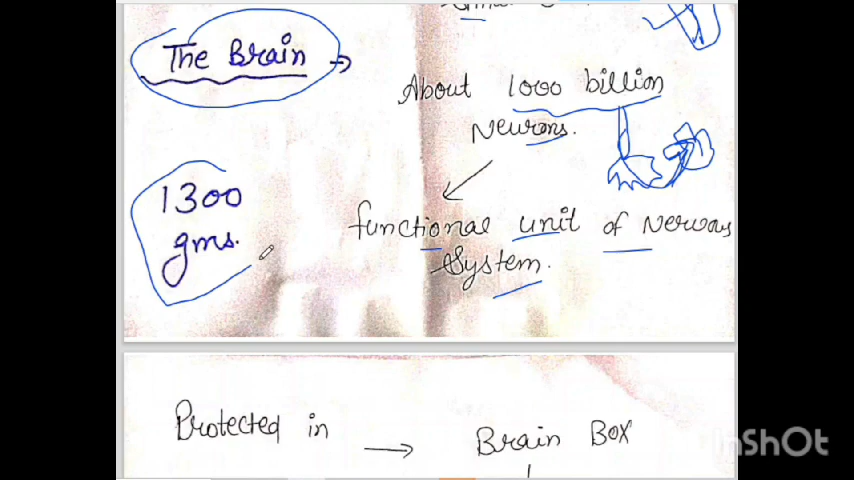 The Brain →
About 1000 billion
Neurons.
1300
gms.
functional unit of Nervous
System.
Protected in → Brain Box
InShOt